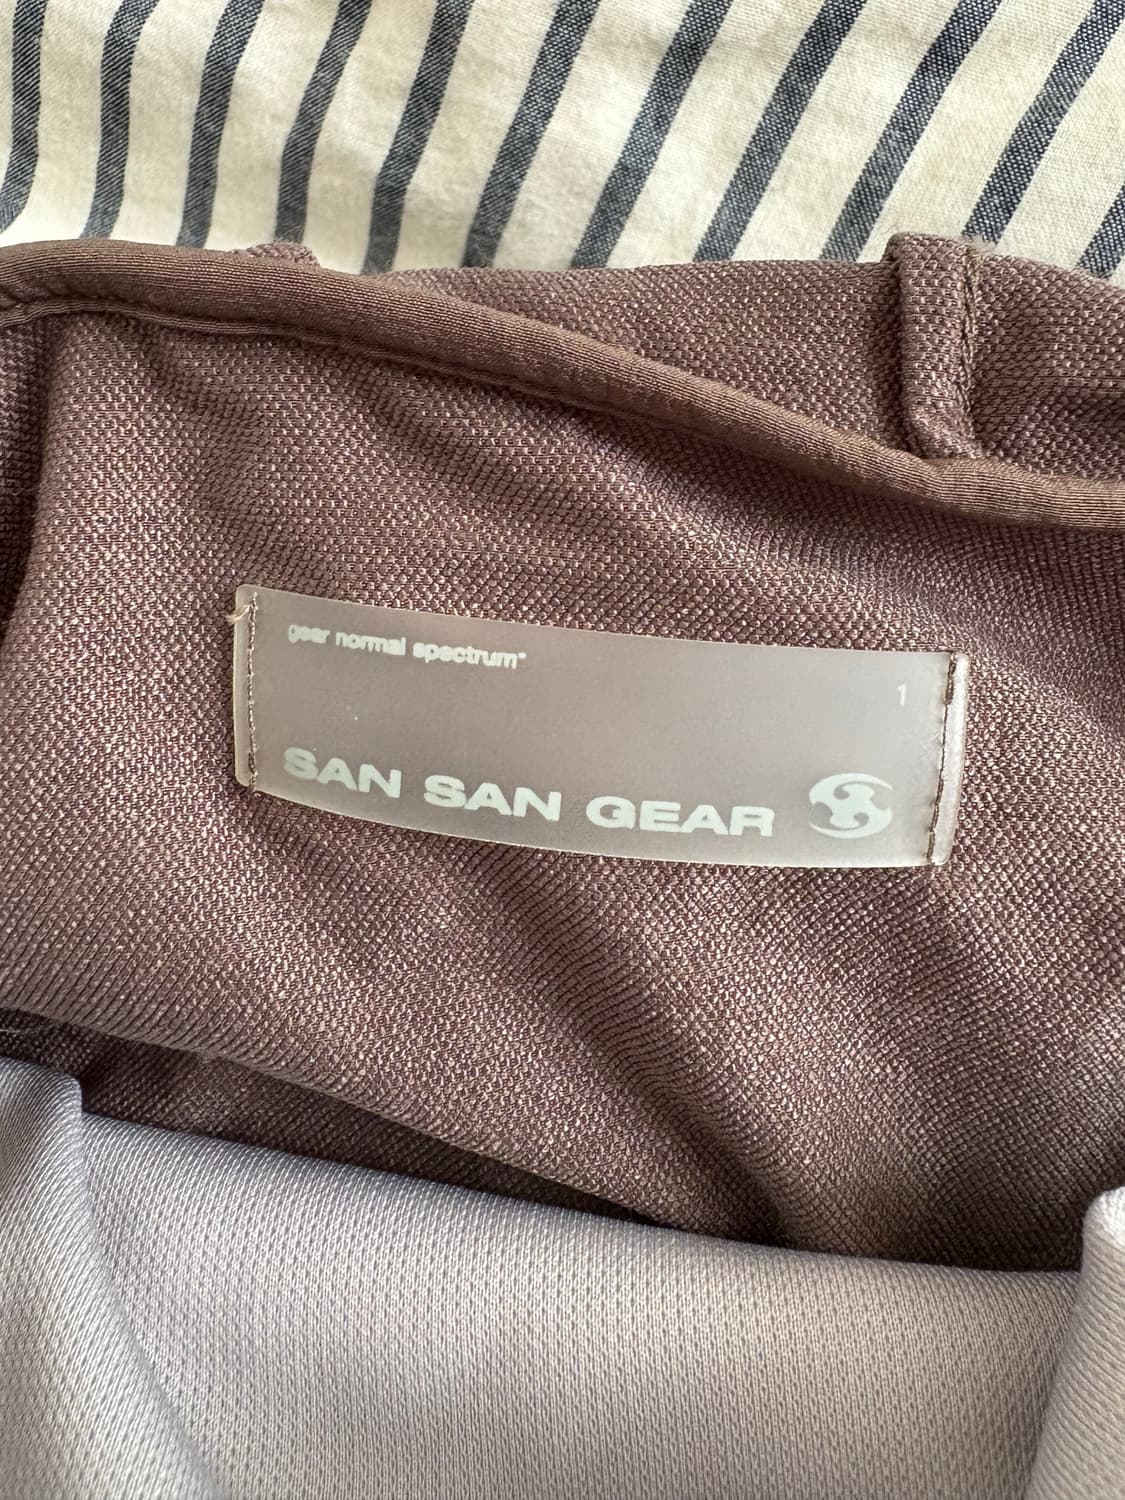 gear normal spectrum*
1
SAN SAN GEAR